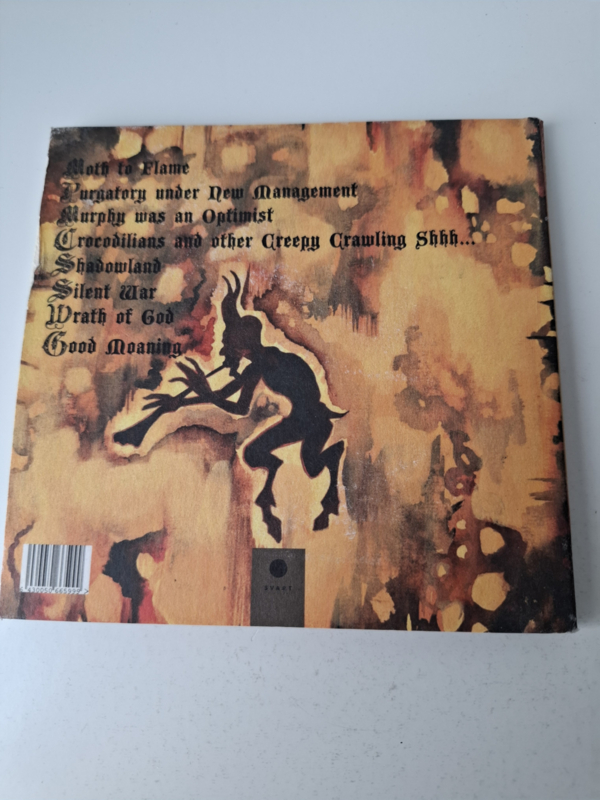 Moth to Flame
Purgatory under New Management
Murphy was an Optimist
Crocodilians and other Creepy Crawling Shhh...
Shadowland
Silent War
Wrath of God
Good Moaning